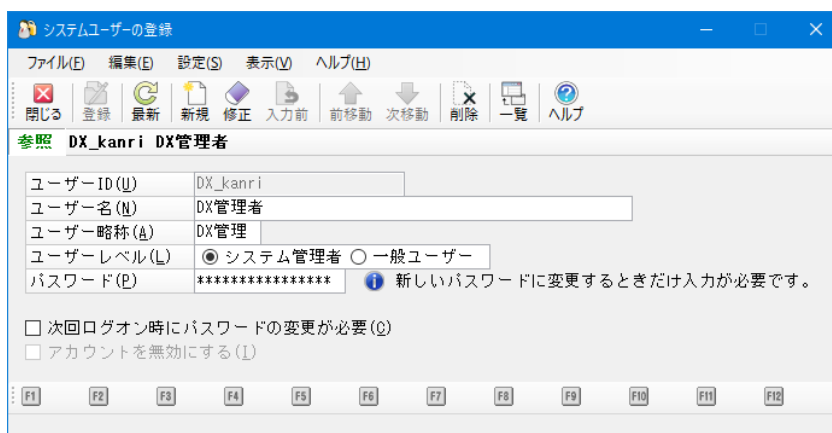 システムユーザーの登録
ファイル(F) 編集(E) 設定(S) 表示(V) ヘルプ(H)
閉じる 登録 最新 新規 修正 入力前 前移動 次移動 削除 一覧 ヘルプ
参照 DX_kanri DX管理者
ユーザーID(U) DX_kanri
ユーザー名(N) DX管理者
ユーザー略称(A) DX管理
ユーザーレベル(L) システム管理者 一般ユーザー
パスワード(P) **************** 新しいパスワードに変更するときだけ入力が必要です。
次回ログオン時にパスワードの変更が必要(C)
アカウントを無効にする(I)
F1 F2 F3 F4 F5 F6 F7 F8 F9 F10 F11 F12